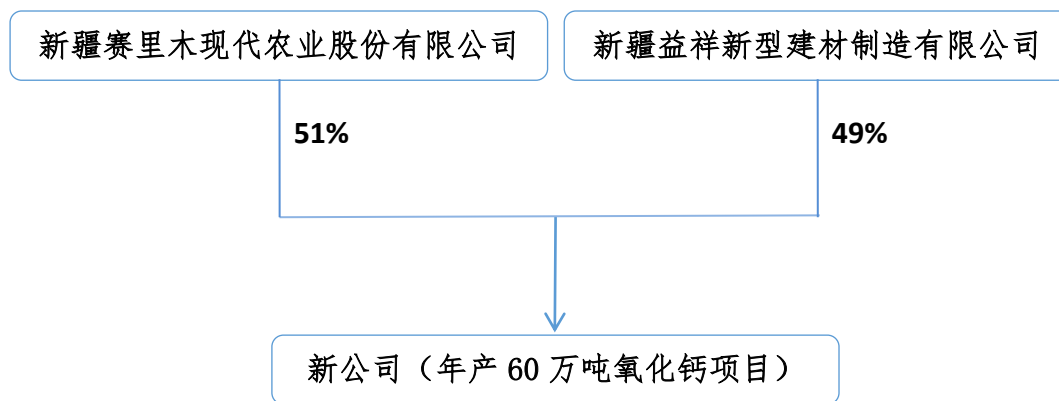 新疆赛里木现代农业股份有限公司
新疆益祥新型建材制造有限公司
51%
49%
新公司（年产 60 万吨氧化钙项目）